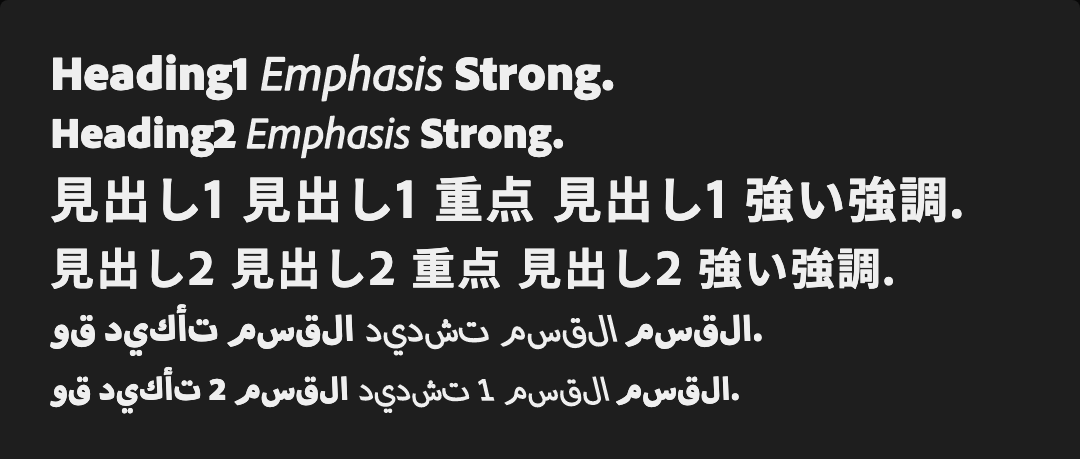 Heading1 Emphasis Strong.
Heading2 Emphasis Strong.
見出し1 見出し1 重点 見出し1 強い強調.
見出し2 見出し2 重点 見出し2 強い強調.
القسم القسم تشديد القسم تأكيد قو.
القسم القسم 1 تشديد القسم 2 تأكيد قو.